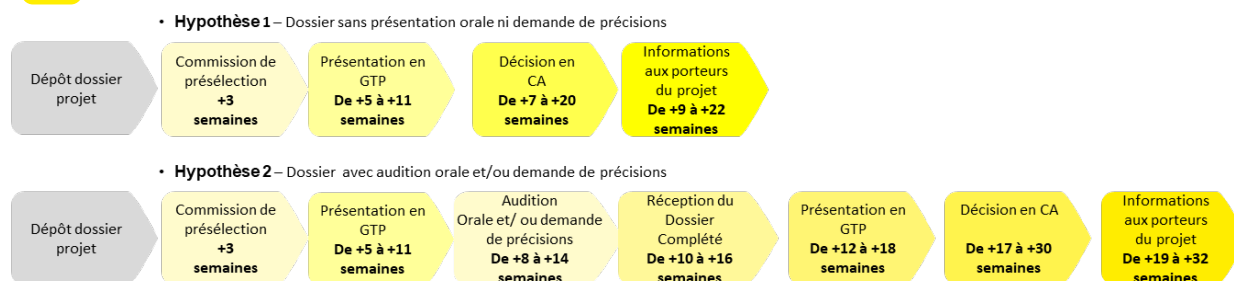 • Hypothèse 1 – Dossier sans présentation orale ni demande de précisions
Dépôt dossier
projet
Commission de
présélection
+3
semaines
Présentation en
GTP
De +5 à +11
semaines
Décision en
CA
De +7 à +20
semaines
Informations
aux porteurs
du projet
De +9 à +22
semaines
• Hypothèse 2 – Dossier avec audition orale et/ou demande de précisions
Dépôt dossier
projet
Commission de
présélection
+3
semaines
Présentation en
GTP
De +5 à +11
semaines
Audition
Orale et/ ou demande
de précisions
De +8 à +14
semaines
Réception du
Dossier
Complété
De +10 à +16
semaines
Présentation en
GTP
De +12 à +18
semaines
Décision en CA
De +17 à +30
semaines
Informations
aux porteurs
du projet
De +19 à +32
semaines